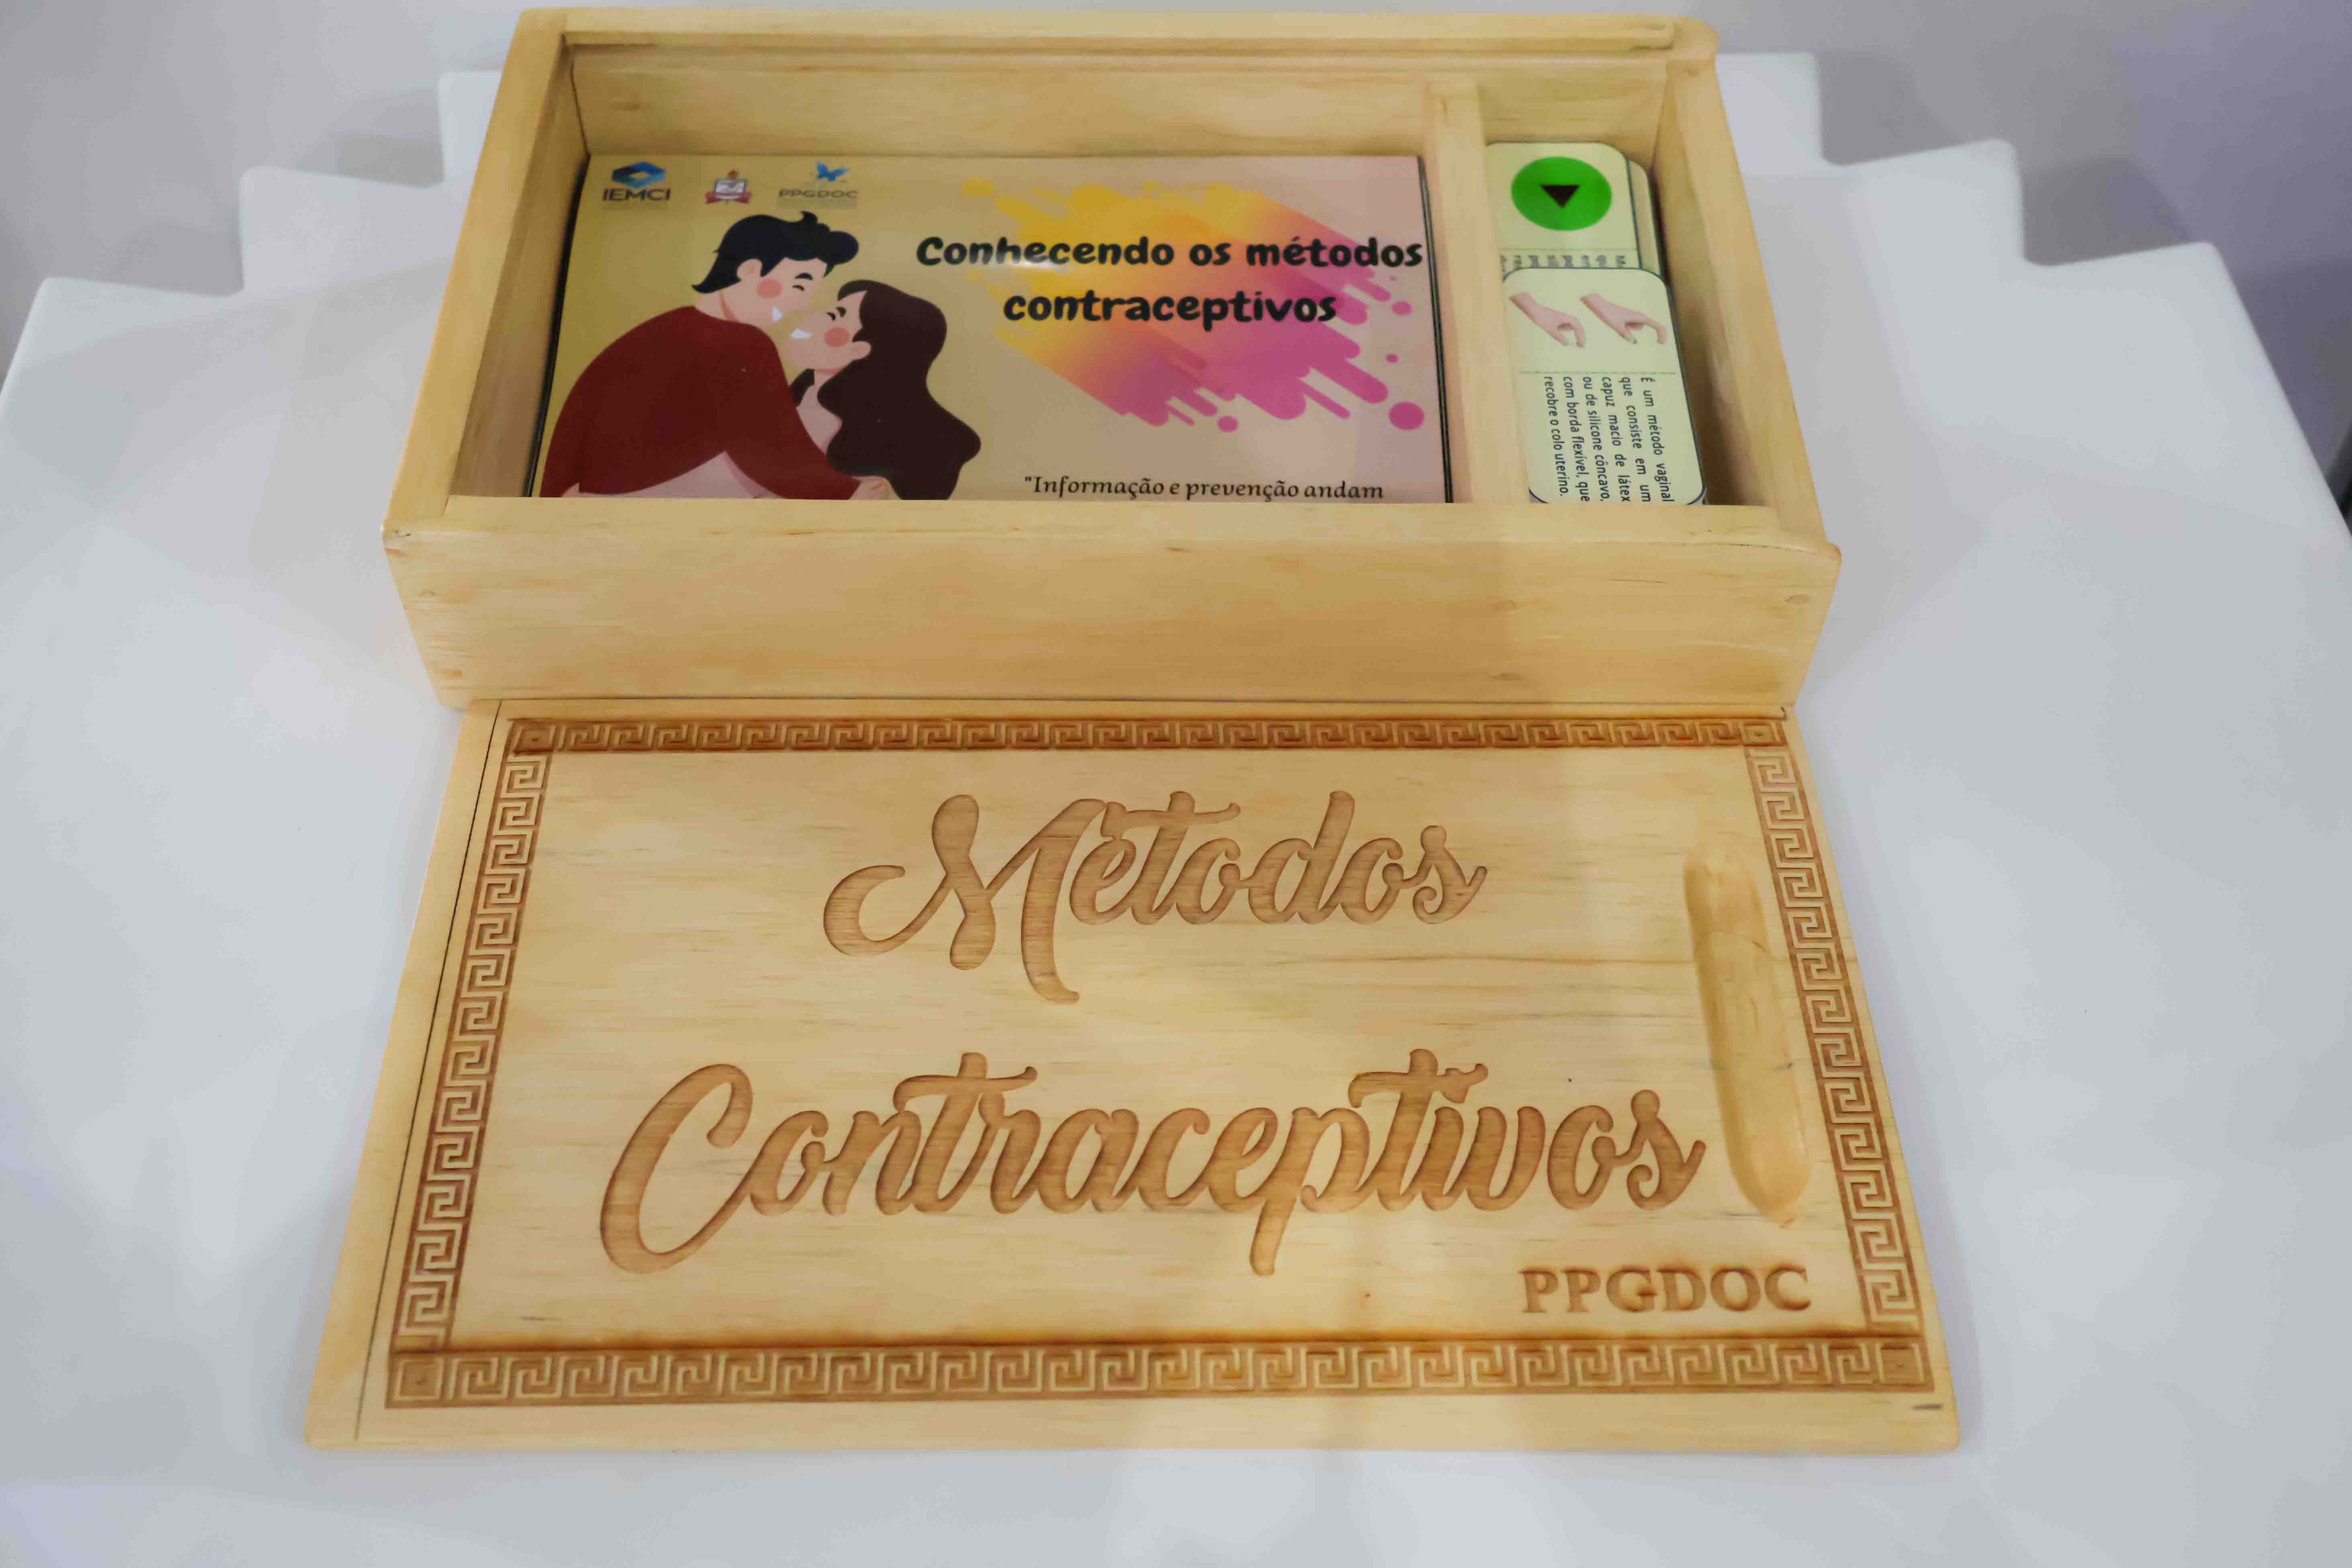 IEMCI
PPGDOC
Conhecendo os métodos
contraceptivos
"Informação e prevenção andam
É um método vaginal
que consiste em um
capuz macio de látex
ou de silicone côncavo,
com borda flexível, que
recobre o colo uterino.
Métodos
Contraceptivos
PPGDOC